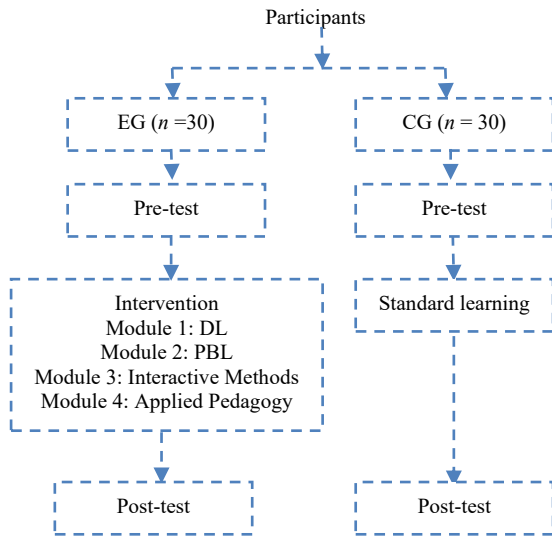 Participants
EG (n =30)
CG (n = 30)
Pre-test
Pre-test
Intervention
Module 1: DL
Module 2: PBL
Module 3: Interactive Methods
Module 4: Applied Pedagogy
Standard learning
Post-test
Post-test